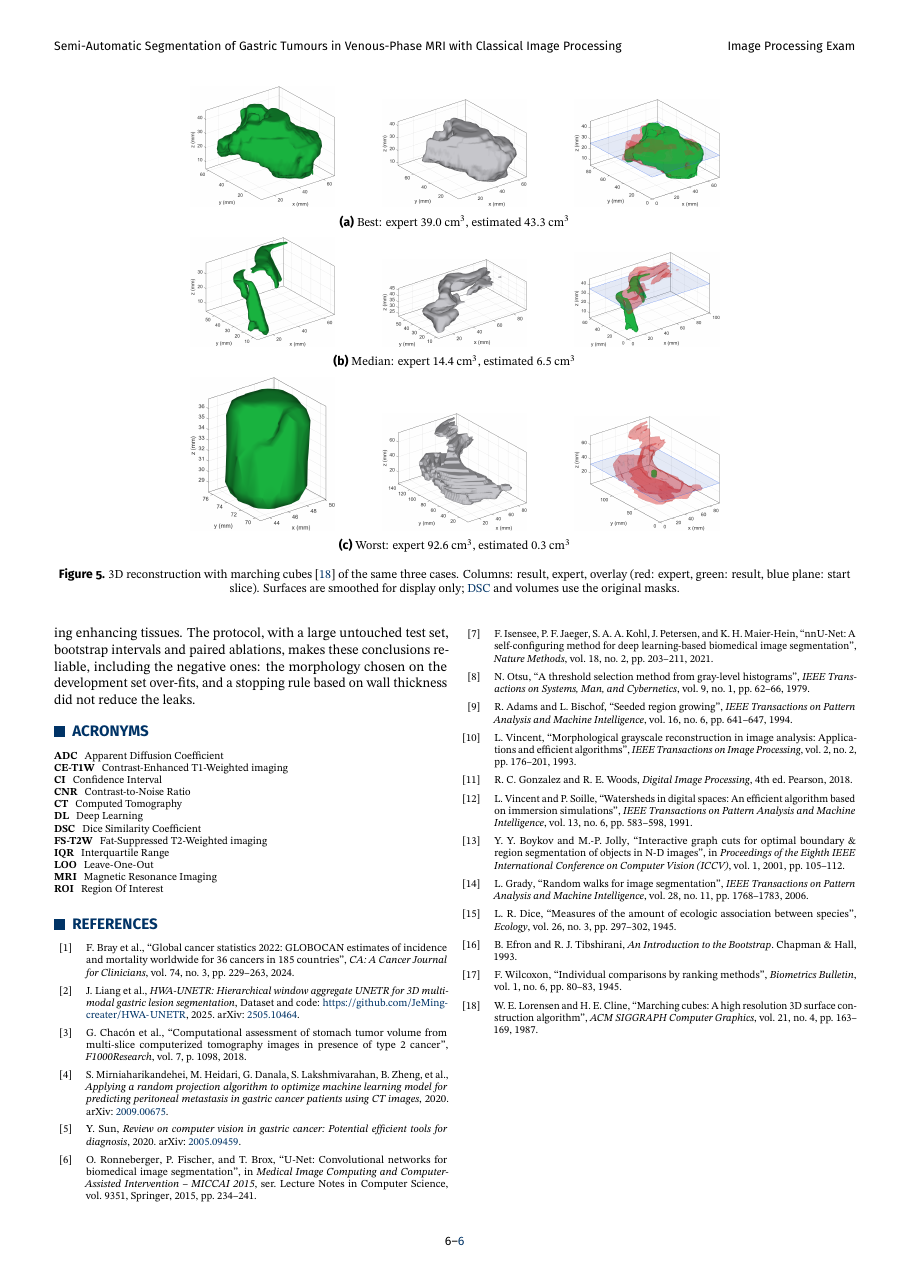 Semi-Automatic Segmentation of Gastric Tumours in Venous-Phase MRI with Classical Image Processing
Image Processing Exam
(a) Best: expert 39.0 cm³, estimated 43.3 cm³
(b) Median: expert 14.4 cm³, estimated 6.5 cm³
(c) Worst: expert 92.6 cm³, estimated 0.3 cm³
Figure 5. 3D reconstruction with marching cubes [18] of the same three cases. Columns: result, expert, overlay (red: expert, green: result, blue plane: start
slice). Surfaces are smoothed for display only; DSC and volumes use the original masks.
ing enhancing tissues. The protocol, with a large untouched test set,
bootstrap intervals and paired ablations, makes these conclusions re-
liable, including the negative ones: the morphology chosen on the
development set over-fits, and a stopping rule based on wall thickness
did not reduce the leaks.
ACRONYMS
ADC Apparent Diffusion Coefficient
CE-T1W Contrast-Enhanced T1-Weighted imaging
CI Confidence Interval
CNR Contrast-to-Noise Ratio
CT Computed Tomography
DL Deep Learning
DSC Dice Similarity Coefficient
FS-T2W Fat-Suppressed T2-Weighted imaging
IQR Interquartile Range
LOO Leave-One-Out
MRI Magnetic Resonance Imaging
ROI Region Of Interest
REFERENCES
[1] F. Bray et al., “Global cancer statistics 2022: GLOBOCAN estimates of incidence
and mortality worldwide for 36 cancers in 185 countries”, CA: A Cancer Journal
for Clinicians, vol. 74, no. 3, pp. 229–263, 2024.
[2] J. Liang et al., HWA-UNETR: Hierarchical window aggregate UNETR for 3D multi-
modal gastric lesion segmentation, Dataset and code: https://github.com/JeMing-
creater/HWA-UNETR, 2025. arXiv: 2505.10464.
[3] G. Chacón et al., “Computational assessment of stomach tumor volume from
multi-slice computerized tomography images in presence of type 2 cancer”,
F1000Research, vol. 7, p. 1098, 2018.
[4] S. Mirniaharikandehei, M. Heidari, G. Danala, S. Lakshmivarahan, B. Zheng, et al.,
Applying a random projection algorithm to optimize machine learning model for
predicting peritoneal metastasis in gastric cancer patients using CT images, 2020.
arXiv: 2009.00675.
[5] Y. Sun, Review on computer vision in gastric cancer: Potential efficient tools for
diagnosis, 2020. arXiv: 2005.09459.
[6] O. Ronneberger, P. Fischer, and T. Brox, “U-Net: Convolutional networks for
biomedical image segmentation”, in Medical Image Computing and Computer-
Assisted Intervention – MICCAI 2015, ser. Lecture Notes in Computer Science,
vol. 9351, Springer, 2015, pp. 234–241.
[7] F. Isensee, P. F. Jaeger, S. A. A. Kohl, J. Petersen, and K. H. Maier-Hein, “nnU-Net: A
self-configuring method for deep learning-based biomedical image segmentation”,
Nature Methods, vol. 18, no. 2, pp. 203–211, 2021.
[8] N. Otsu, “A threshold selection method from gray-level histograms”, IEEE Trans-
actions on Systems, Man, and Cybernetics, vol. 9, no. 1, pp. 62–66, 1979.
[9] R. Adams and L. Bischof, “Seeded region growing”, IEEE Transactions on Pattern
Analysis and Machine Intelligence, vol. 16, no. 6, pp. 641–647, 1994.
[10] L. Vincent, “Morphological grayscale reconstruction in image analysis: Applica-
tions and efficient algorithms”, IEEE Transactions on Image Processing, vol. 2, no. 2,
pp. 176–201, 1993.
[11] R. C. Gonzalez and R. E. Woods, Digital Image Processing, 4th ed. Pearson, 2018.
[12] L. Vincent and P. Soille, “Watersheds in digital spaces: An efficient algorithm based
on immersion simulations”, IEEE Transactions on Pattern Analysis and Machine
Intelligence, vol. 13, no. 6, pp. 583–598, 1991.
[13] Y. Y. Boykov and M.-P. Jolly, “Interactive graph cuts for optimal boundary &
region segmentation of objects in N-D images”, in Proceedings of the Eighth IEEE
International Conference on Computer Vision (ICCV), vol. 1, 2001, pp. 105–112.
[14] L. Grady, “Random walks for image segmentation”, IEEE Transactions on Pattern
Analysis and Machine Intelligence, vol. 28, no. 11, pp. 1768–1783, 2006.
[15] L. R. Dice, “Measures of the amount of ecologic association between species”,
Ecology, vol. 26, no. 3, pp. 297–302, 1945.
[16] B. Efron and R. J. Tibshirani, An Introduction to the Bootstrap. Chapman & Hall,
1993.
[17] F. Wilcoxon, “Individual comparisons by ranking methods”, Biometrics Bulletin,
vol. 1, no. 6, pp. 80–83, 1945.
[18] W. E. Lorensen and H. E. Cline, “Marching cubes: A high resolution 3D surface con-
struction algorithm”, ACM SIGGRAPH Computer Graphics, vol. 21, no. 4, pp. 163–
169, 1987.
6–6